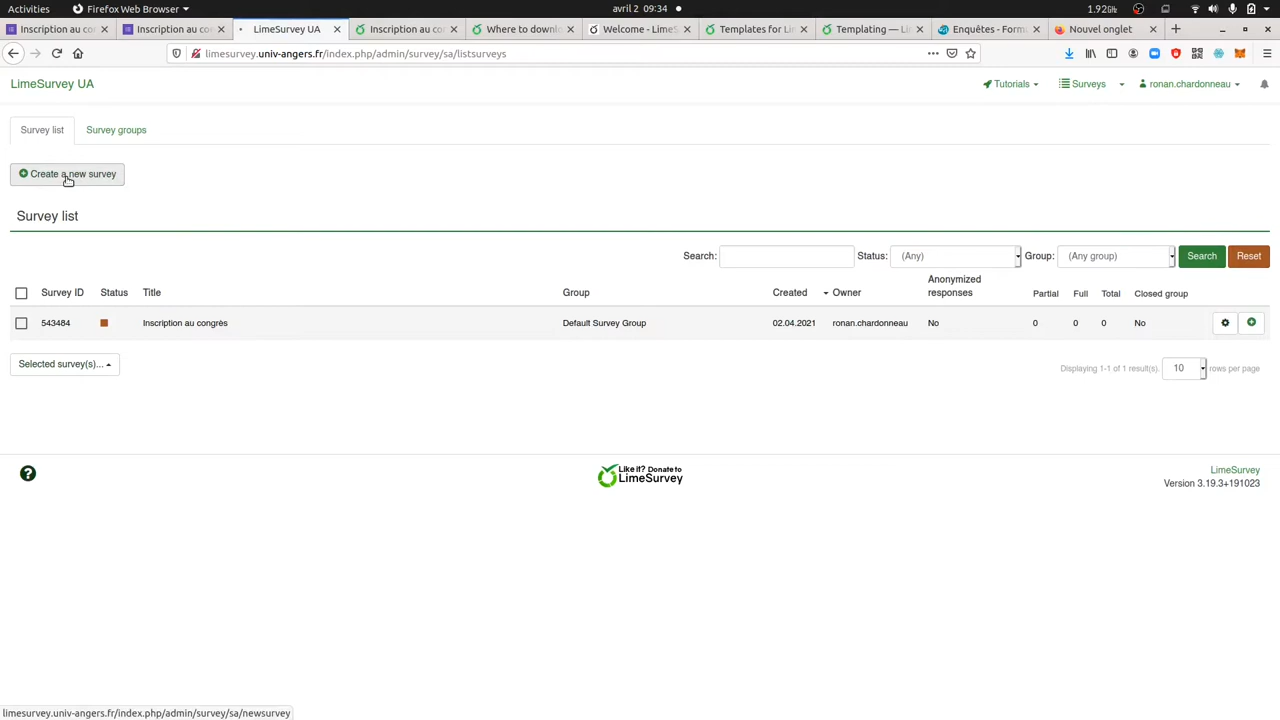 Activities Firefox Web Browser avril 2 09:34 1.92GHz
Inscription au co Inscription au co LimeSurvey UA Inscription au co Where to downlo Welcome - LimeS Templates for Lim Templating — Li Enquêtes - Formu Nouvel onglet
limesurvey.univ-angers.fr/index.php/admin/survey/sa/listsurveys
LimeSurvey UA Tutorials Surveys ronan.chardonneau
Survey list Survey groups
Create a new survey
Survey list
Search: Status: (Any) Group: (Any group) Search Reset
Survey ID Status Title Group Created Owner Anonymized responses Partial Full Total Closed group
543484 Inscription au congrès Default Survey Group 02.04.2021 ronan.chardonneau No 0 0 0 No
Selected survey(s)... Displaying 1-1 of 1 result(s). 10 rows per page
? Like it? Donate to LimeSurvey
LimeSurvey
Version 3.19.3+191023
limesurvey.univ-angers.fr/index.php/admin/survey/sa/newsurvey